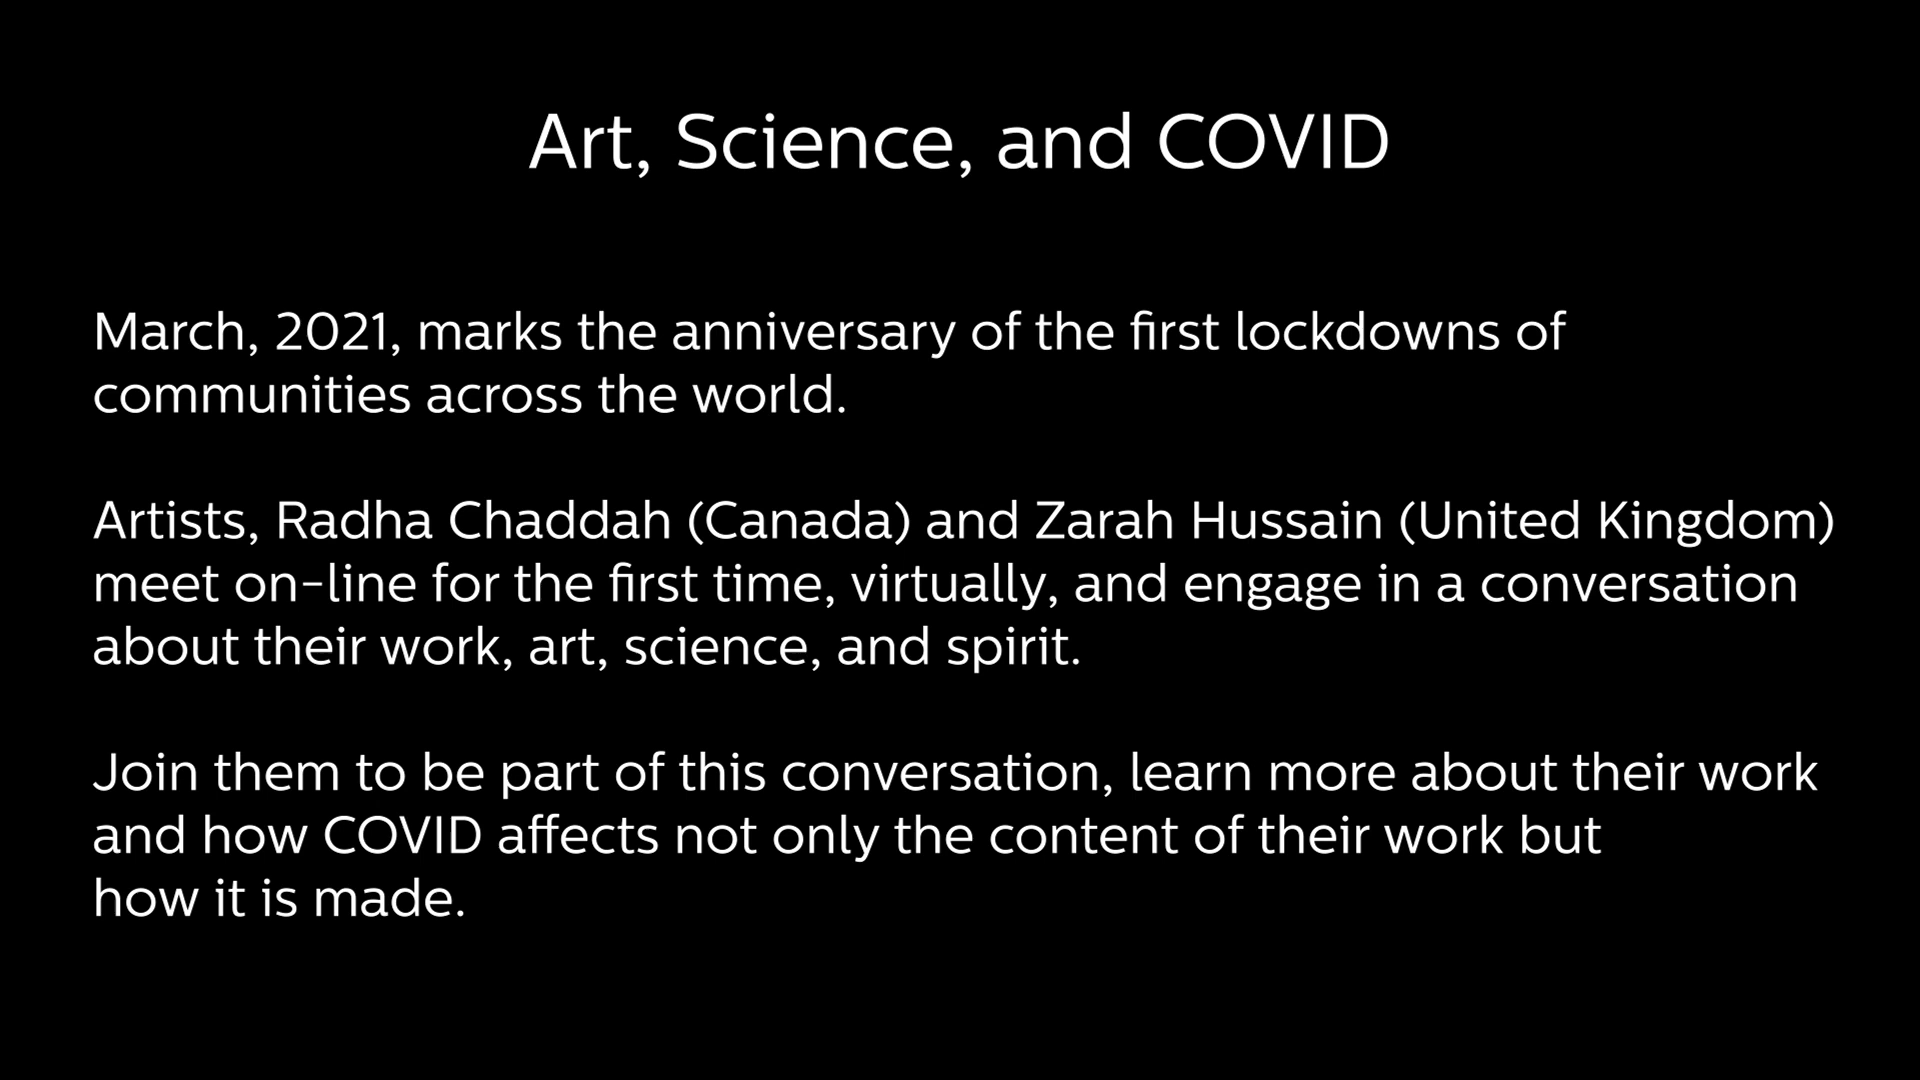 Art, Science, and COVID
March, 2021, marks the anniversary of the first lockdowns of
communities across the world.
Artists, Radha Chaddah (Canada) and Zarah Hussain (United Kingdom)
meet on-line for the first time, virtually, and engage in a conversation
about their work, art, science, and spirit.
Join them to be part of this conversation, learn more about their work
and how COVID affects not only the content of their work but
how it is made.